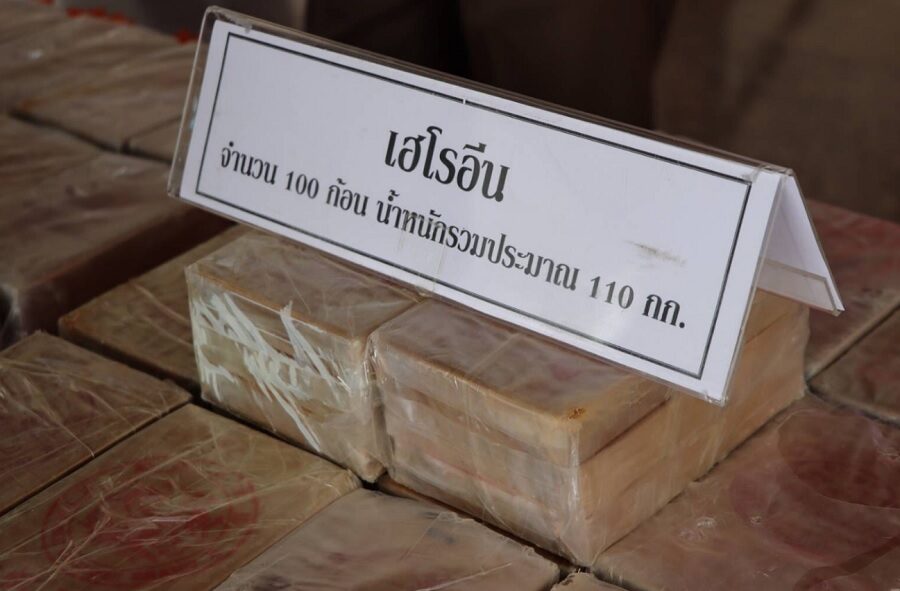 เฮโรอีน
จำนวน 100 ก้อน น้ำหนักรวมประมาณ 110 กก.